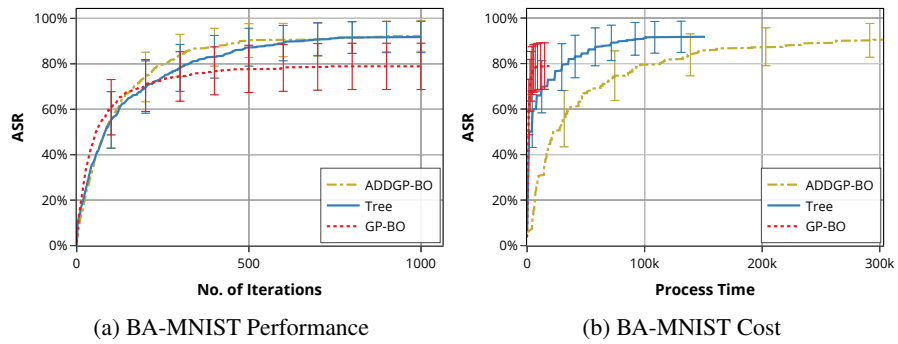 100%
80%
60%
40%
20%
0%
ASR
0
500
1000
No. of Iterations
ADDGP-BO
Tree
GP-BO
(a) BA-MNIST Performance
100%
80%
60%
40%
20%
0%
ASR
0
100k
200k
300k
Process Time
ADDGP-BO
Tree
GP-BO
(b) BA-MNIST Cost